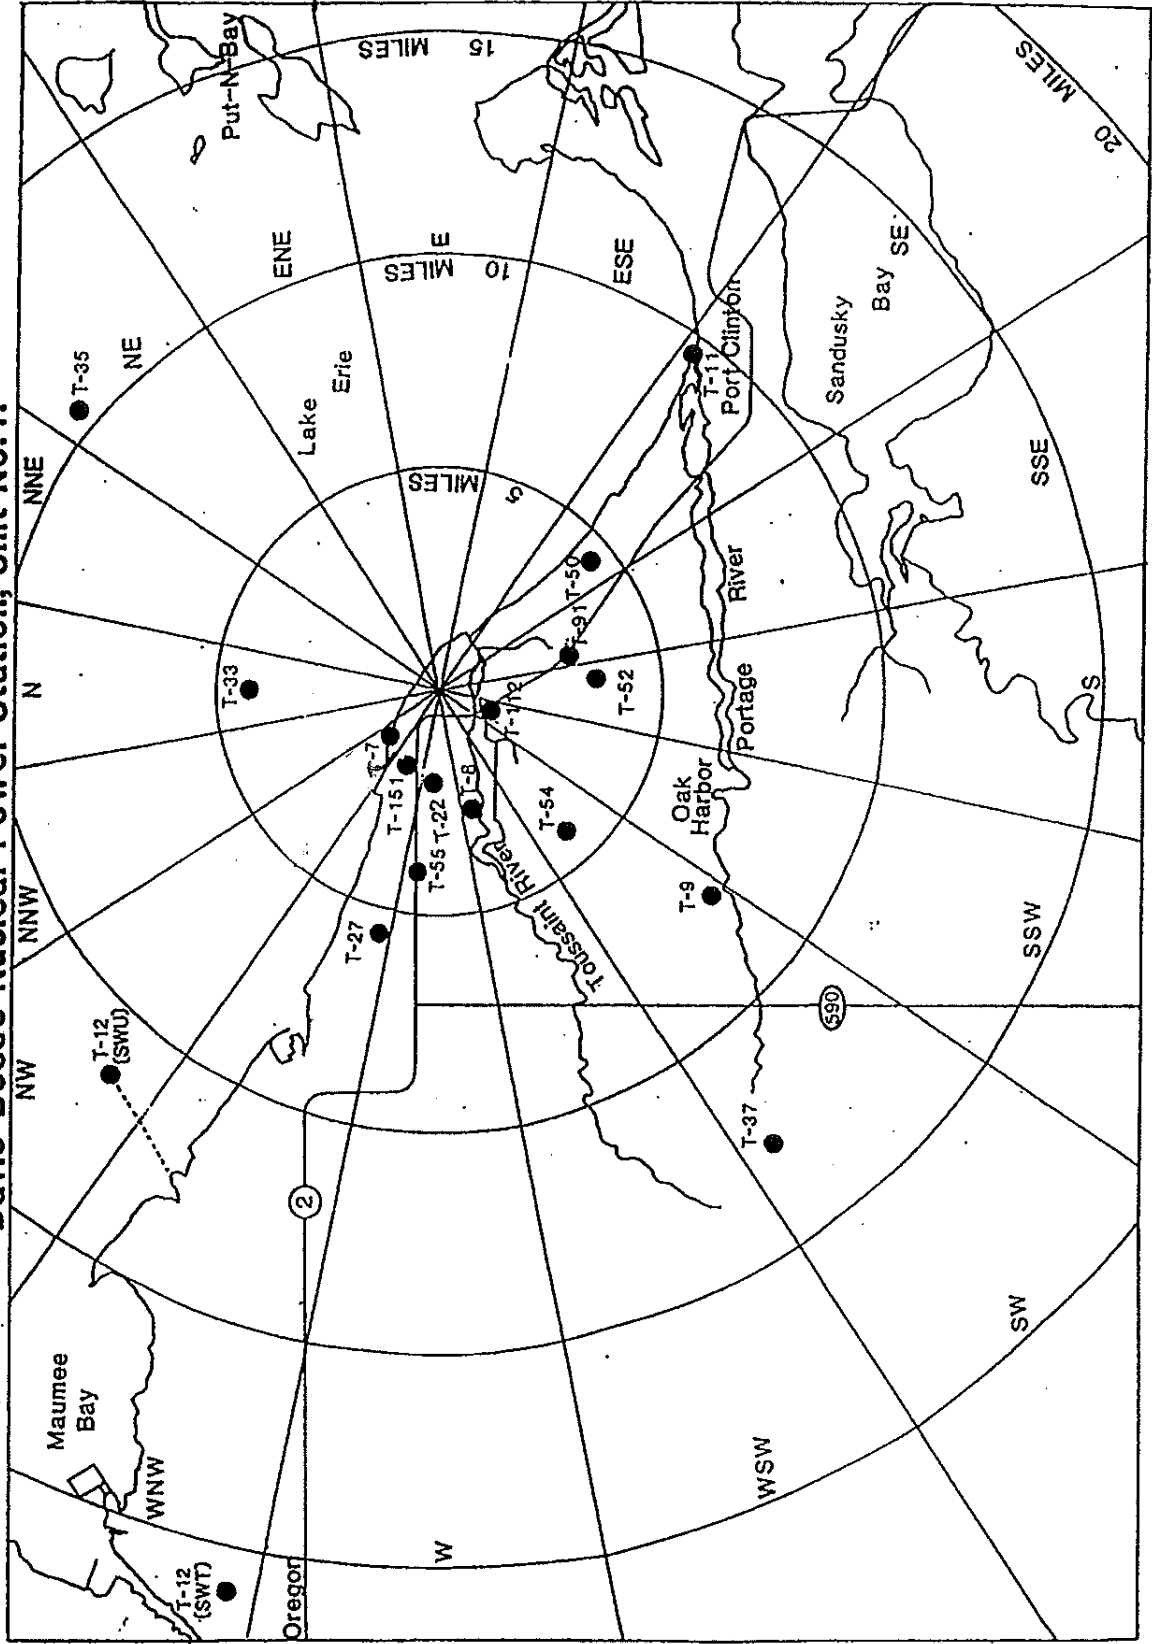 Davis-Besse Nuclear Power Station, Unit No. 1.
N
NNE
NE
ENE
E
ESE
SE
SSE
S
SSW
SW
WSW
W
WNW
NW
NNW
MILES 5
MILES 10
MILES 15
MILES 20
Put-N-Bay
Lake
Erie
T-35
T-33
T-7
T-151
T-22
T-8
T-55
T-27
T-12
(SWU)
T-12
(SWT)
T-112
T-91
T-50
T-52
T-54
T-11
Port Clinton
Sandusky
Bay
Portage
River
Oak
Harbor
T-9
T-37
Toussaint River
590
2
Maumee
Bay
Oregon